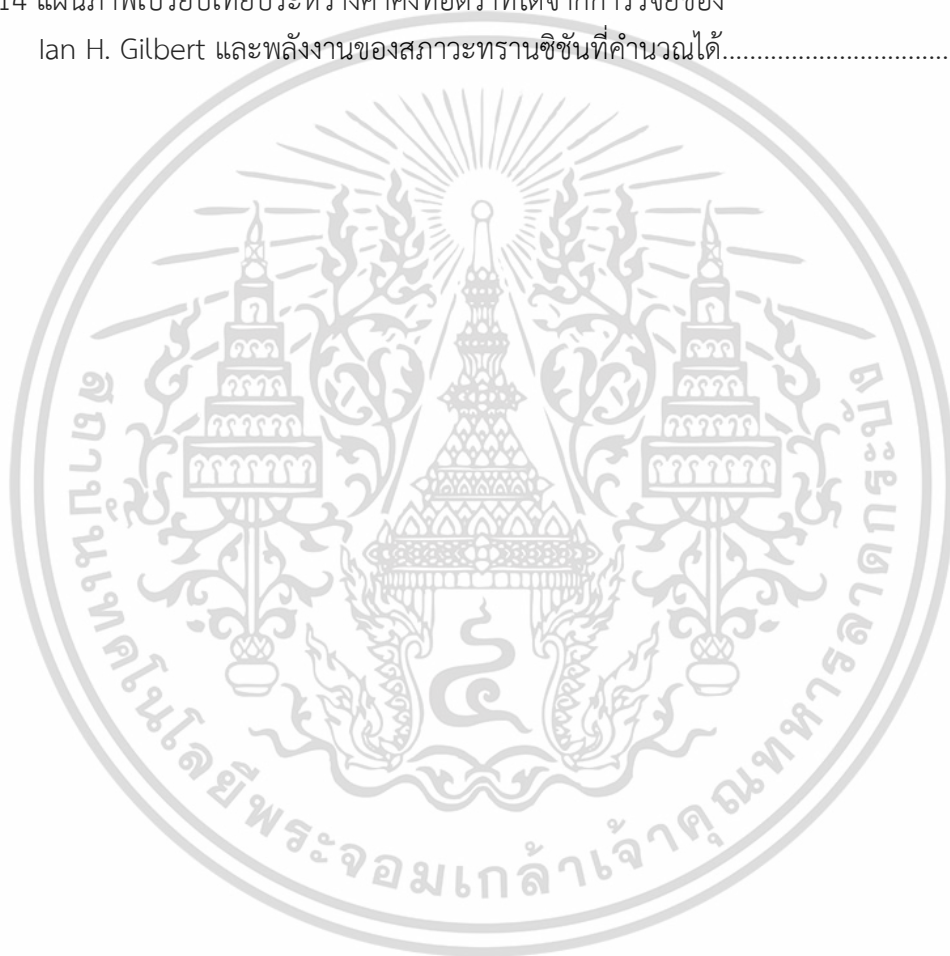 14 แผนภาพเปรียบเทียบระหว่างค่าคงที่อัตราที่ได้จากการวิจัยของ
Ian H. Gilbert และพลังงานของสภาวะทรานซิชันที่คำนวณได้................................
สถาบันเทคโนโลยีพระจอมเกล้าเจ้าคุณทหารลาดกระบัง
๔